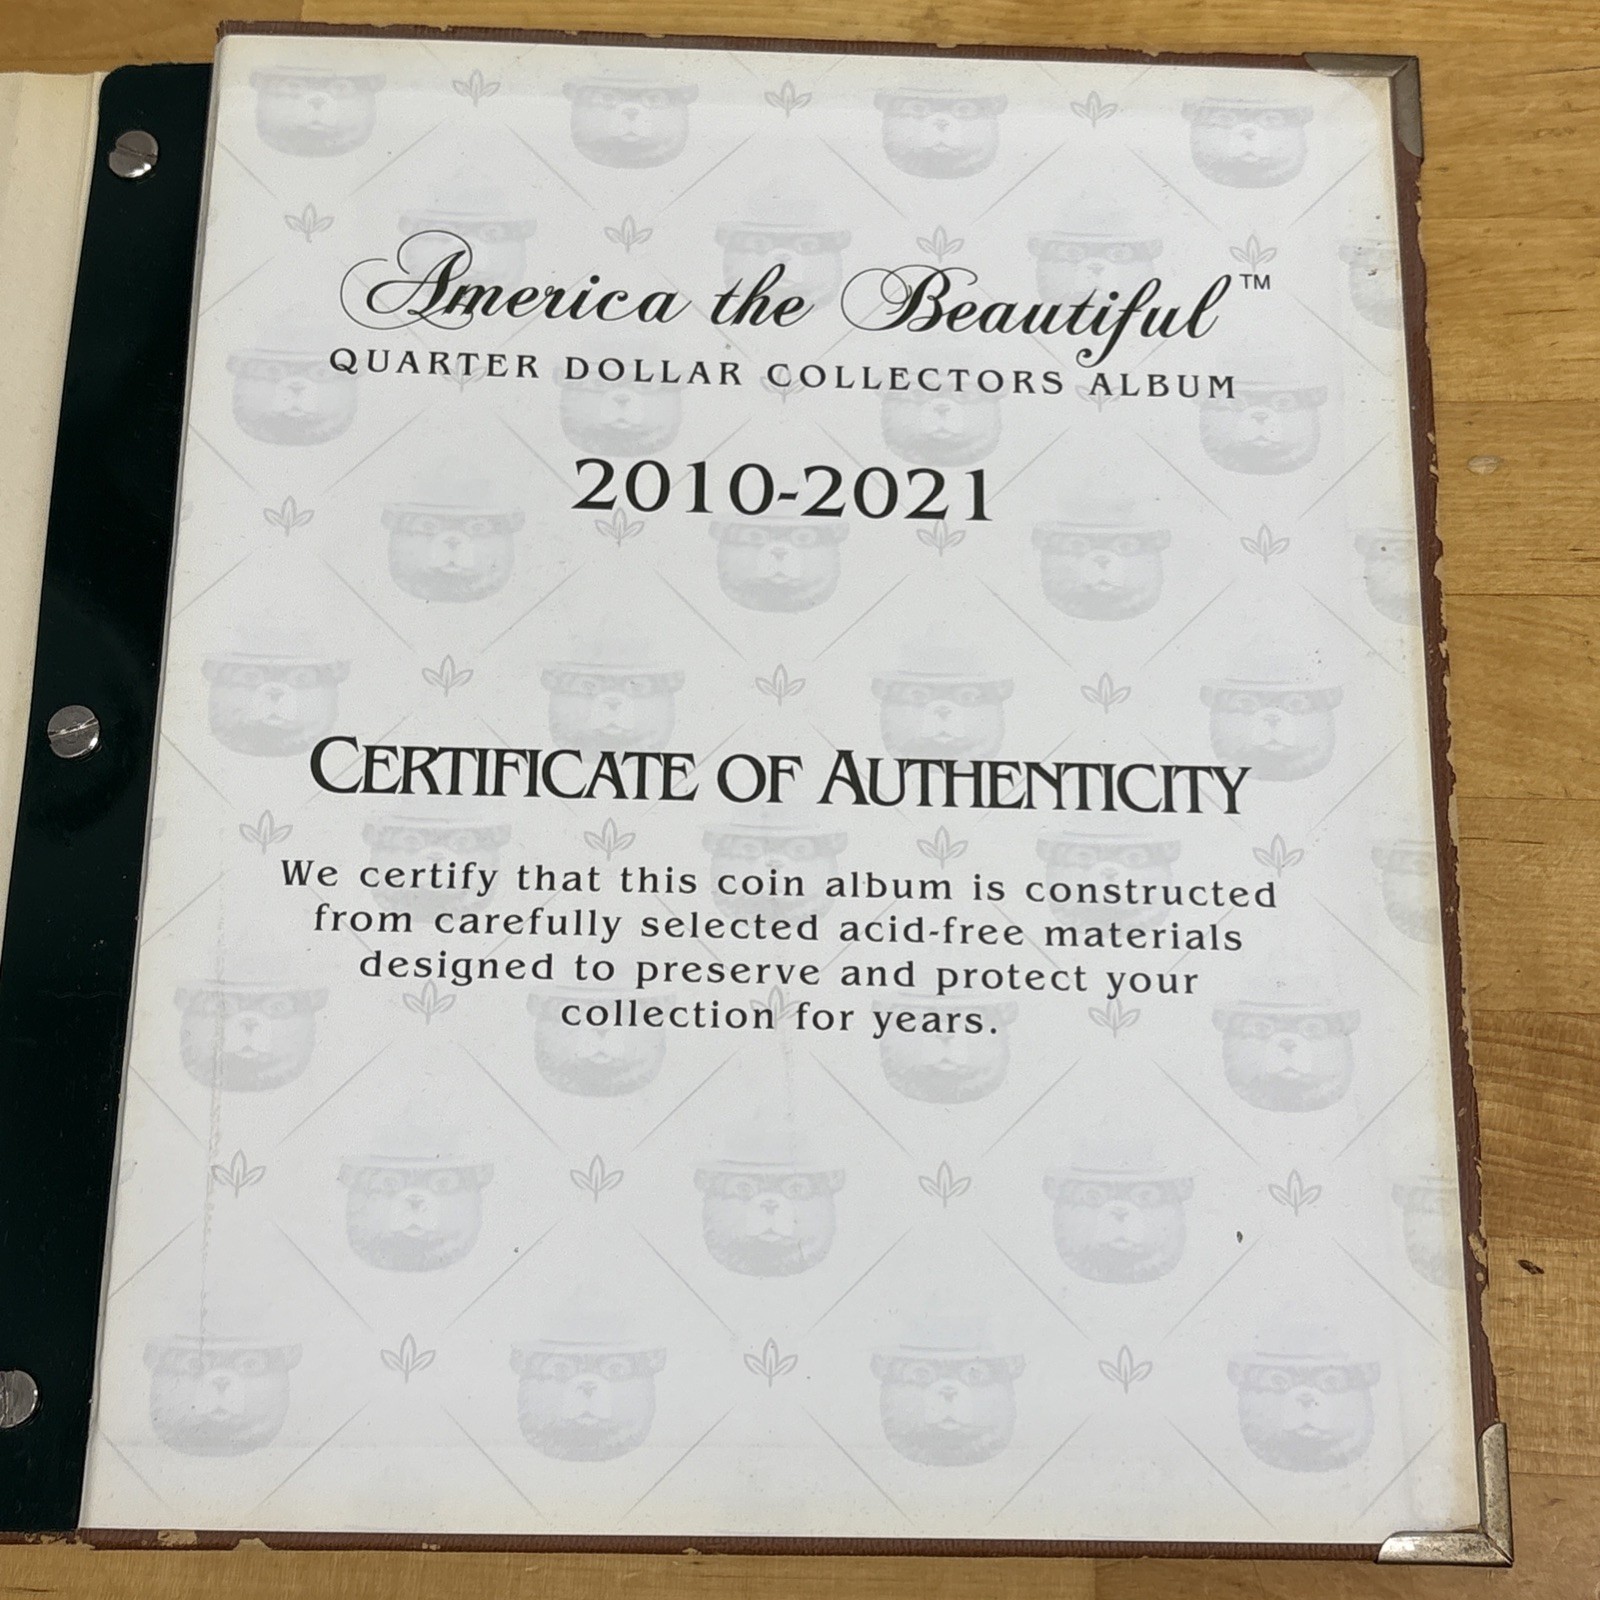 America the Beautiful™
QUARTER DOLLAR COLLECTORS ALBUM
2010-2021
CERTIFICATE OF AUTHENTICITY
We certify that this coin album is constructed
from carefully selected acid-free materials
designed to preserve and protect your
collection for years.